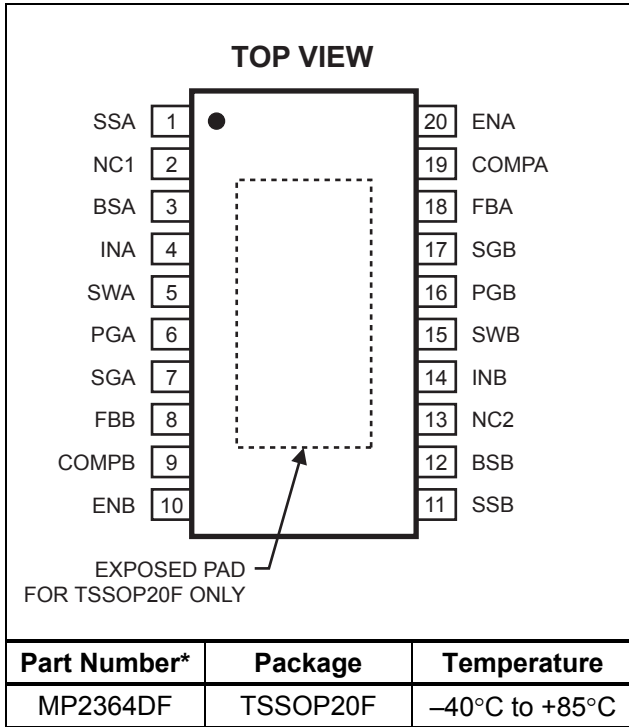 TOP VIEW
SSA 1 20 ENA
NC1 2 19 COMPA
BSA 3 18 FBA
INA 4 17 SGB
SWA 5 16 PGB
PGA 6 15 SWB
SGA 7 14 INB
FBB 8 13 NC2
COMPB 9 12 BSB
ENB 10 11 SSB
EXPOSED PAD
FOR TSSOP20F ONLY
Part Number* Package Temperature
MP2364DF TSSOP20F –40°C to +85°C